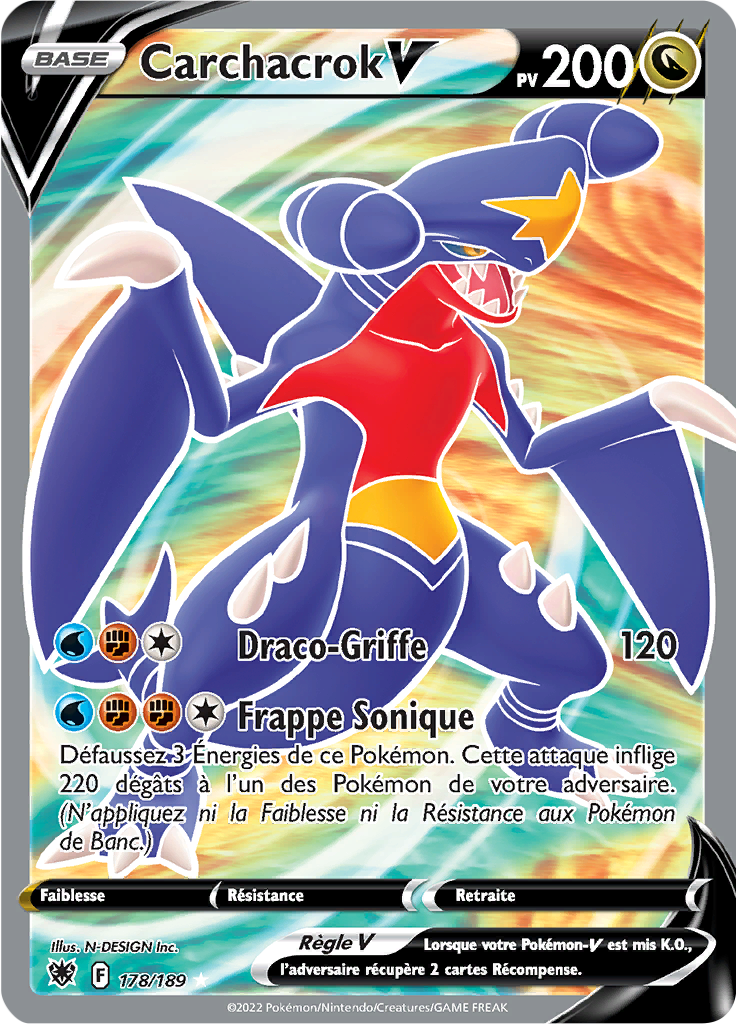 BASE
Carchacrok V
PV 200
Draco-Griffe 120
Frappe Sonique
Défaussez 3 Énergies de ce Pokémon. Cette attaque inflige
220 dégâts à l'un des Pokémon de votre adversaire.
(N'appliquez ni la Faiblesse ni la Résistance aux Pokémon
de Banc.)
Faiblesse Résistance Retraite
Illus. N-DESIGN Inc.
F 178/189
Règle V Lorsque votre Pokémon-V est mis K.O.,
l'adversaire récupère 2 cartes Récompense.
©2022 Pokémon/Nintendo/Creatures/GAME FREAK